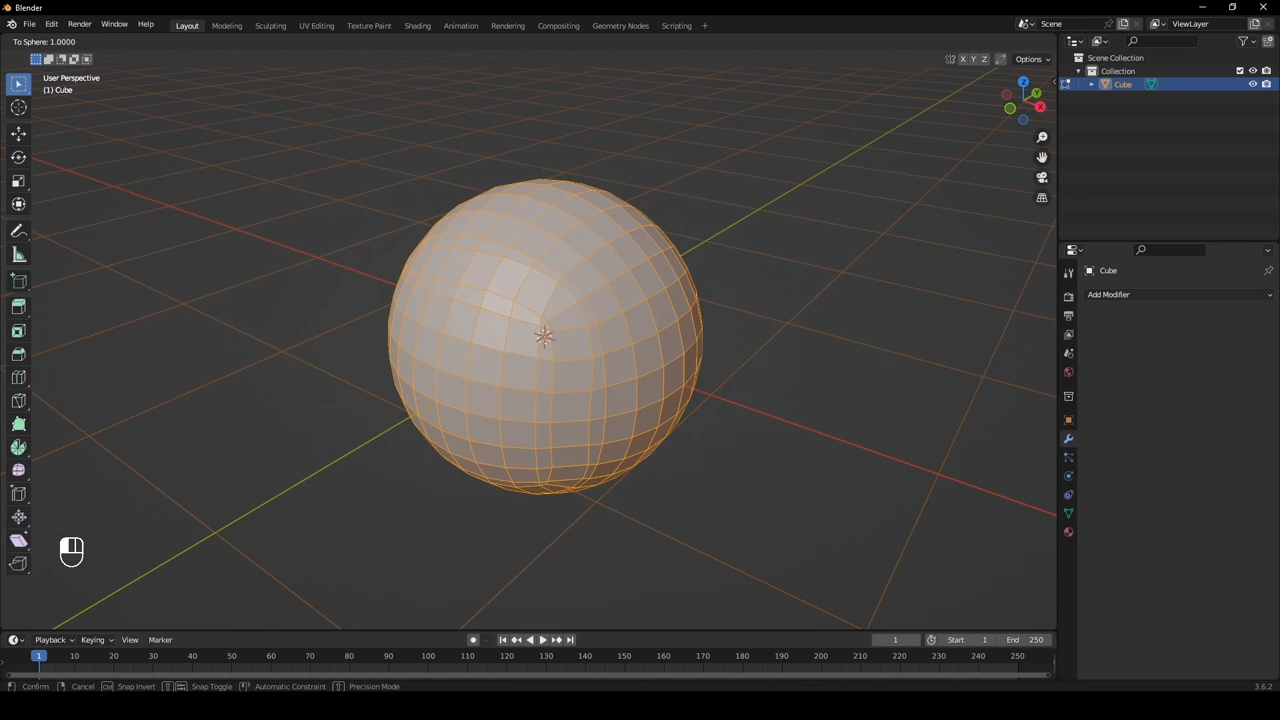 Blender
File Edit Render Window Help Layout Modeling Sculpting UV Editing Texture Paint Shading Animation Rendering Compositing Geometry Nodes Scripting + Scene ViewLayer
To Sphere: 1.0000
X Y Z Options
User Perspective
(1) Cube
Scene Collection
Collection
Cube
Z
Y
X
Cube
Add Modifier
Playback Keying View Marker 1 Start 1 End 250
1 10 20 30 40 50 60 70 80 90 100 110 120 130 140 150 160 170 180 190 200 210 220 230 240 250
Confirm Cancel Ctrl Snap Invert Snap Toggle Automatic Constraint Precision Mode 3.6.2